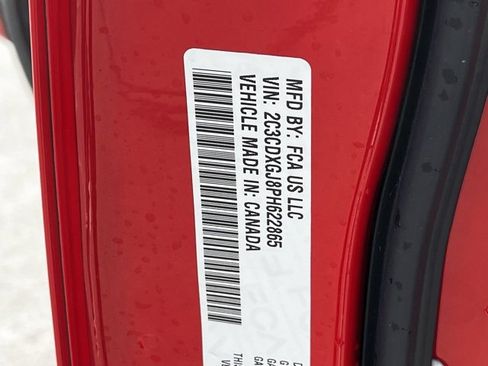 MFD BY: FCA US LLC
VIN: 2C3CDXGJ8PH622865
VEHICLE MADE IN: CANADA